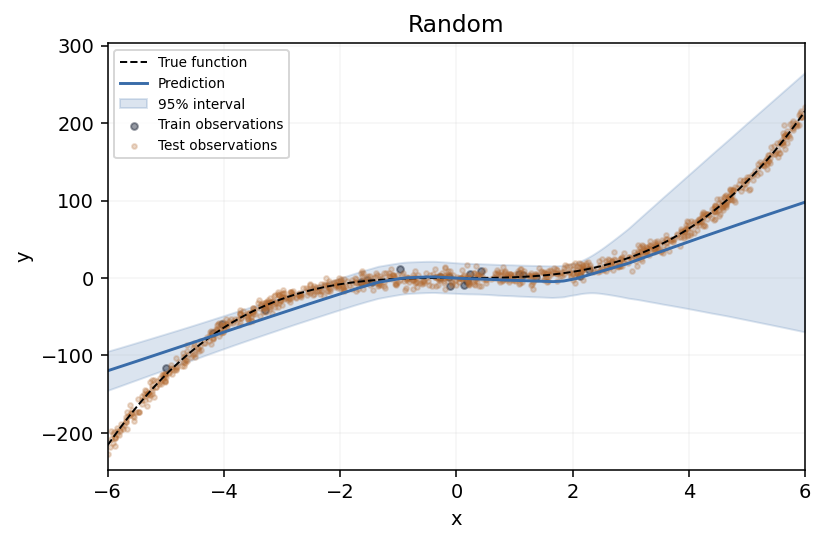 Random
300
200
100
0
−100
−200
y
True function
Prediction
95% interval
Train observations
Test observations
−6
−4
−2
0
2
4
6
x